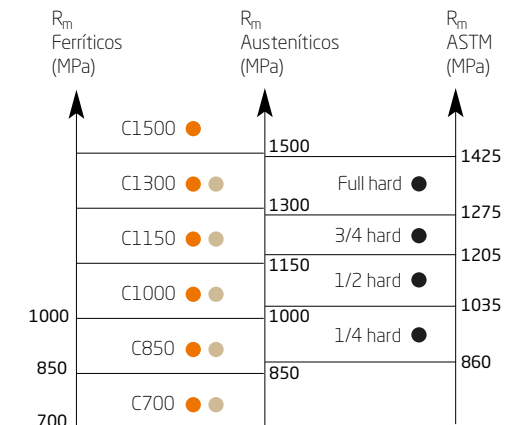 Rm Rm Rm
Ferríticos Austeníticos ASTM
(MPa) (MPa) (MPa)
C1500
1500
1425
C1300 Full hard
1300
1275
C1150 3/4 hard
1205
1150
C1000 1/2 hard
1035
1000 1000
C850 1/4 hard
860
850 850
C700
700